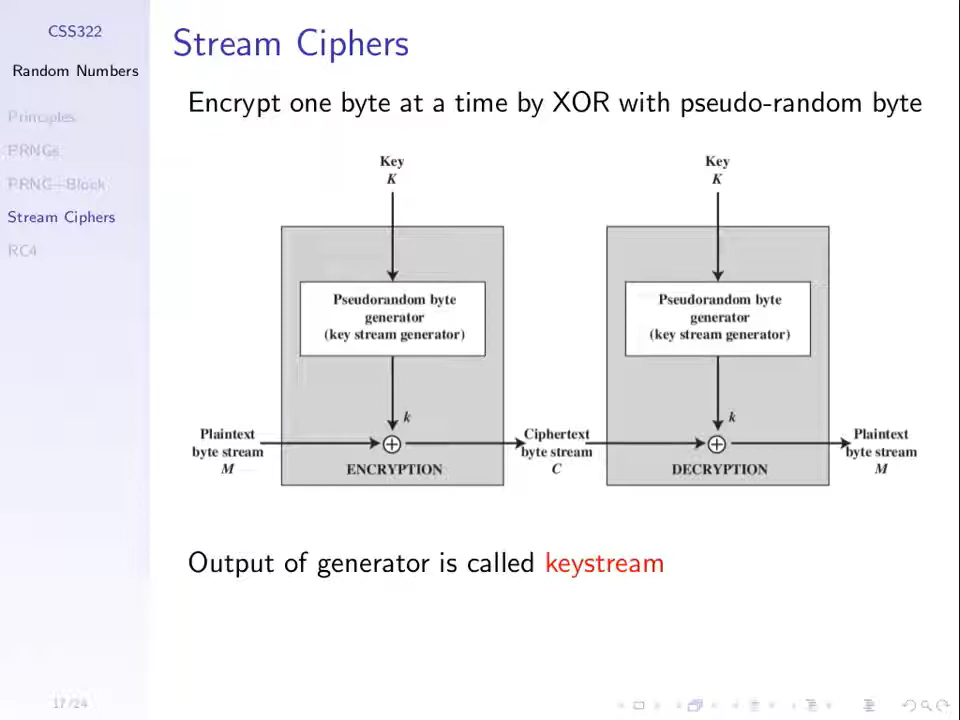 CSS322
Random Numbers
Principles
PRNGs
PRNG—Block
Stream Ciphers
RC4
17/24
Stream Ciphers
Encrypt one byte at a time by XOR with pseudo-random byte
Key
K
Pseudorandom byte
generator
(key stream generator)
k
Plaintext
byte stream
M
ENCRYPTION
Ciphertext
byte stream
C
Key
K
Pseudorandom byte
generator
(key stream generator)
k
DECRYPTION
Plaintext
byte stream
M
Output of generator is called keystream